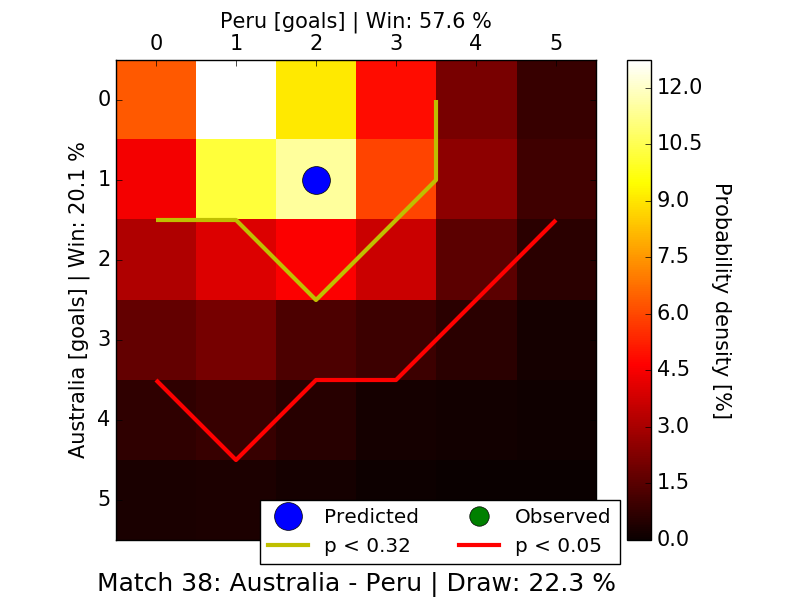 Peru [goals] | Win: 57.6 %
0 1 2 3 4 5
Australia [goals] | Win: 20.1 %
0
1
2
3
4
5
12.0
10.5
9.0
7.5
6.0
4.5
3.0
1.5
0.0
Probability density [%]
Predicted Observed
p < 0.32 p < 0.05
Match 38: Australia - Peru | Draw: 22.3 %